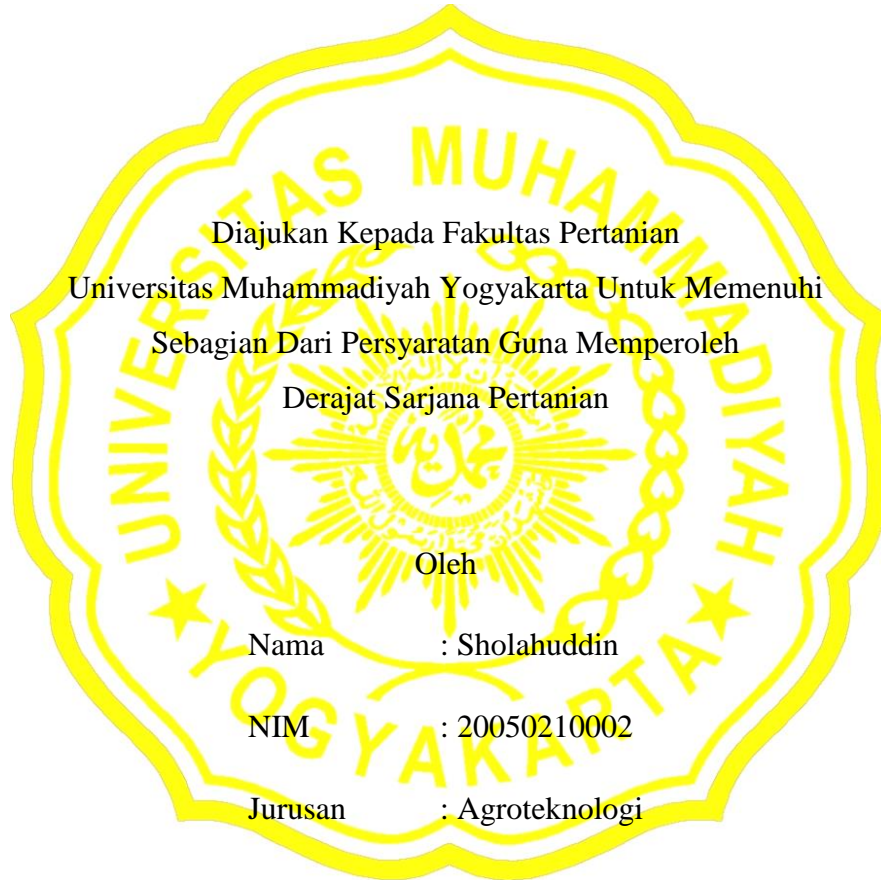 UNIVERSITAS MUHAMMADIYAH
YOGYAKARTA
Diajukan Kepada Fakultas Pertanian
Universitas Muhammadiyah Yogyakarta Untuk Memenuhi
Sebagian Dari Persyaratan Guna Memperoleh
Derajat Sarjana Pertanian
Oleh
Nama : Sholahuddin
NIM : 20050210002
Jurusan : Agroteknologi